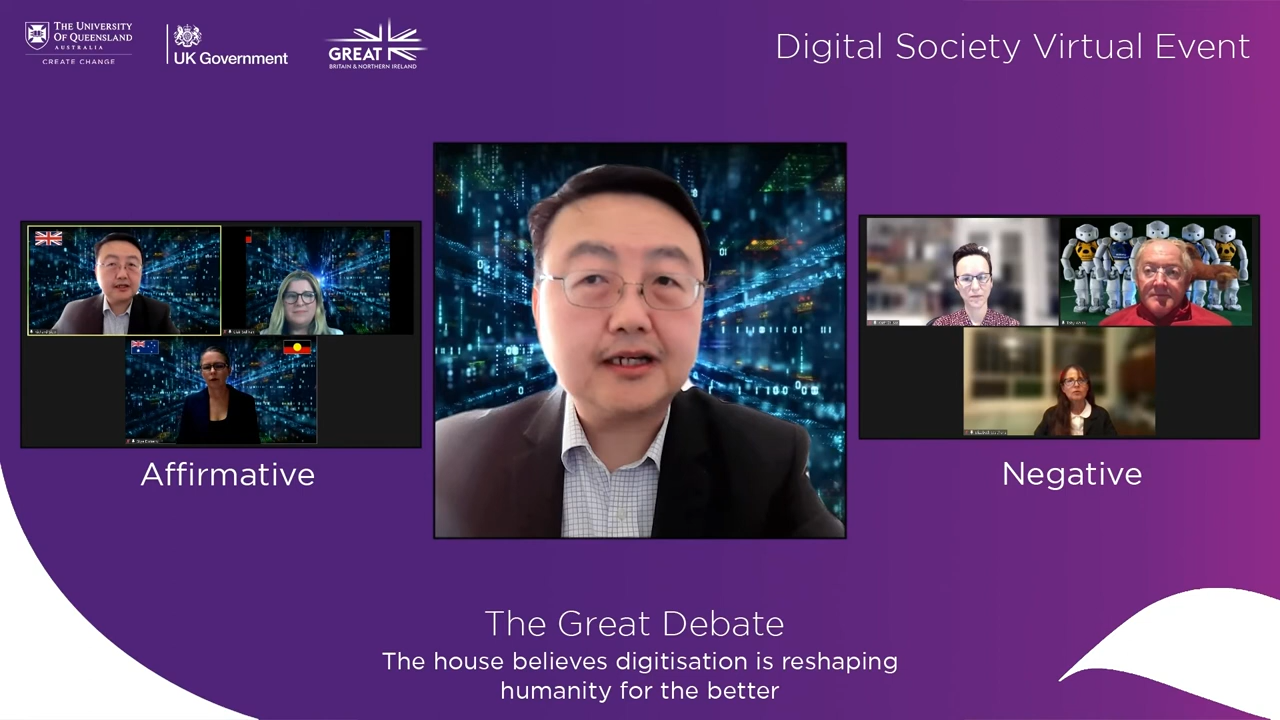 THE UNIVERSITY
OF QUEENSLAND
AUSTRALIA
CREATE CHANGE
UK Government
GREAT
BRITAIN & NORTHERN IRELAND
Digital Society Virtual Event
Affirmative
Negative
The Great Debate
The house believes digitisation is reshaping
humanity for the better